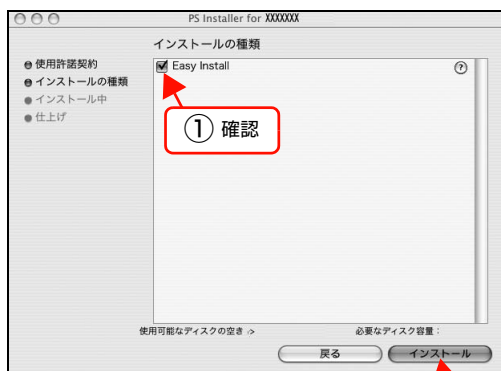 PS Installer for XXXXXXX
インストールの種類
使用許諾契約
インストールの種類
インストール中
仕上げ
Easy Install
?
① 確認
使用可能なディスクの空き :>
必要なディスク容量：
戻る
インストール